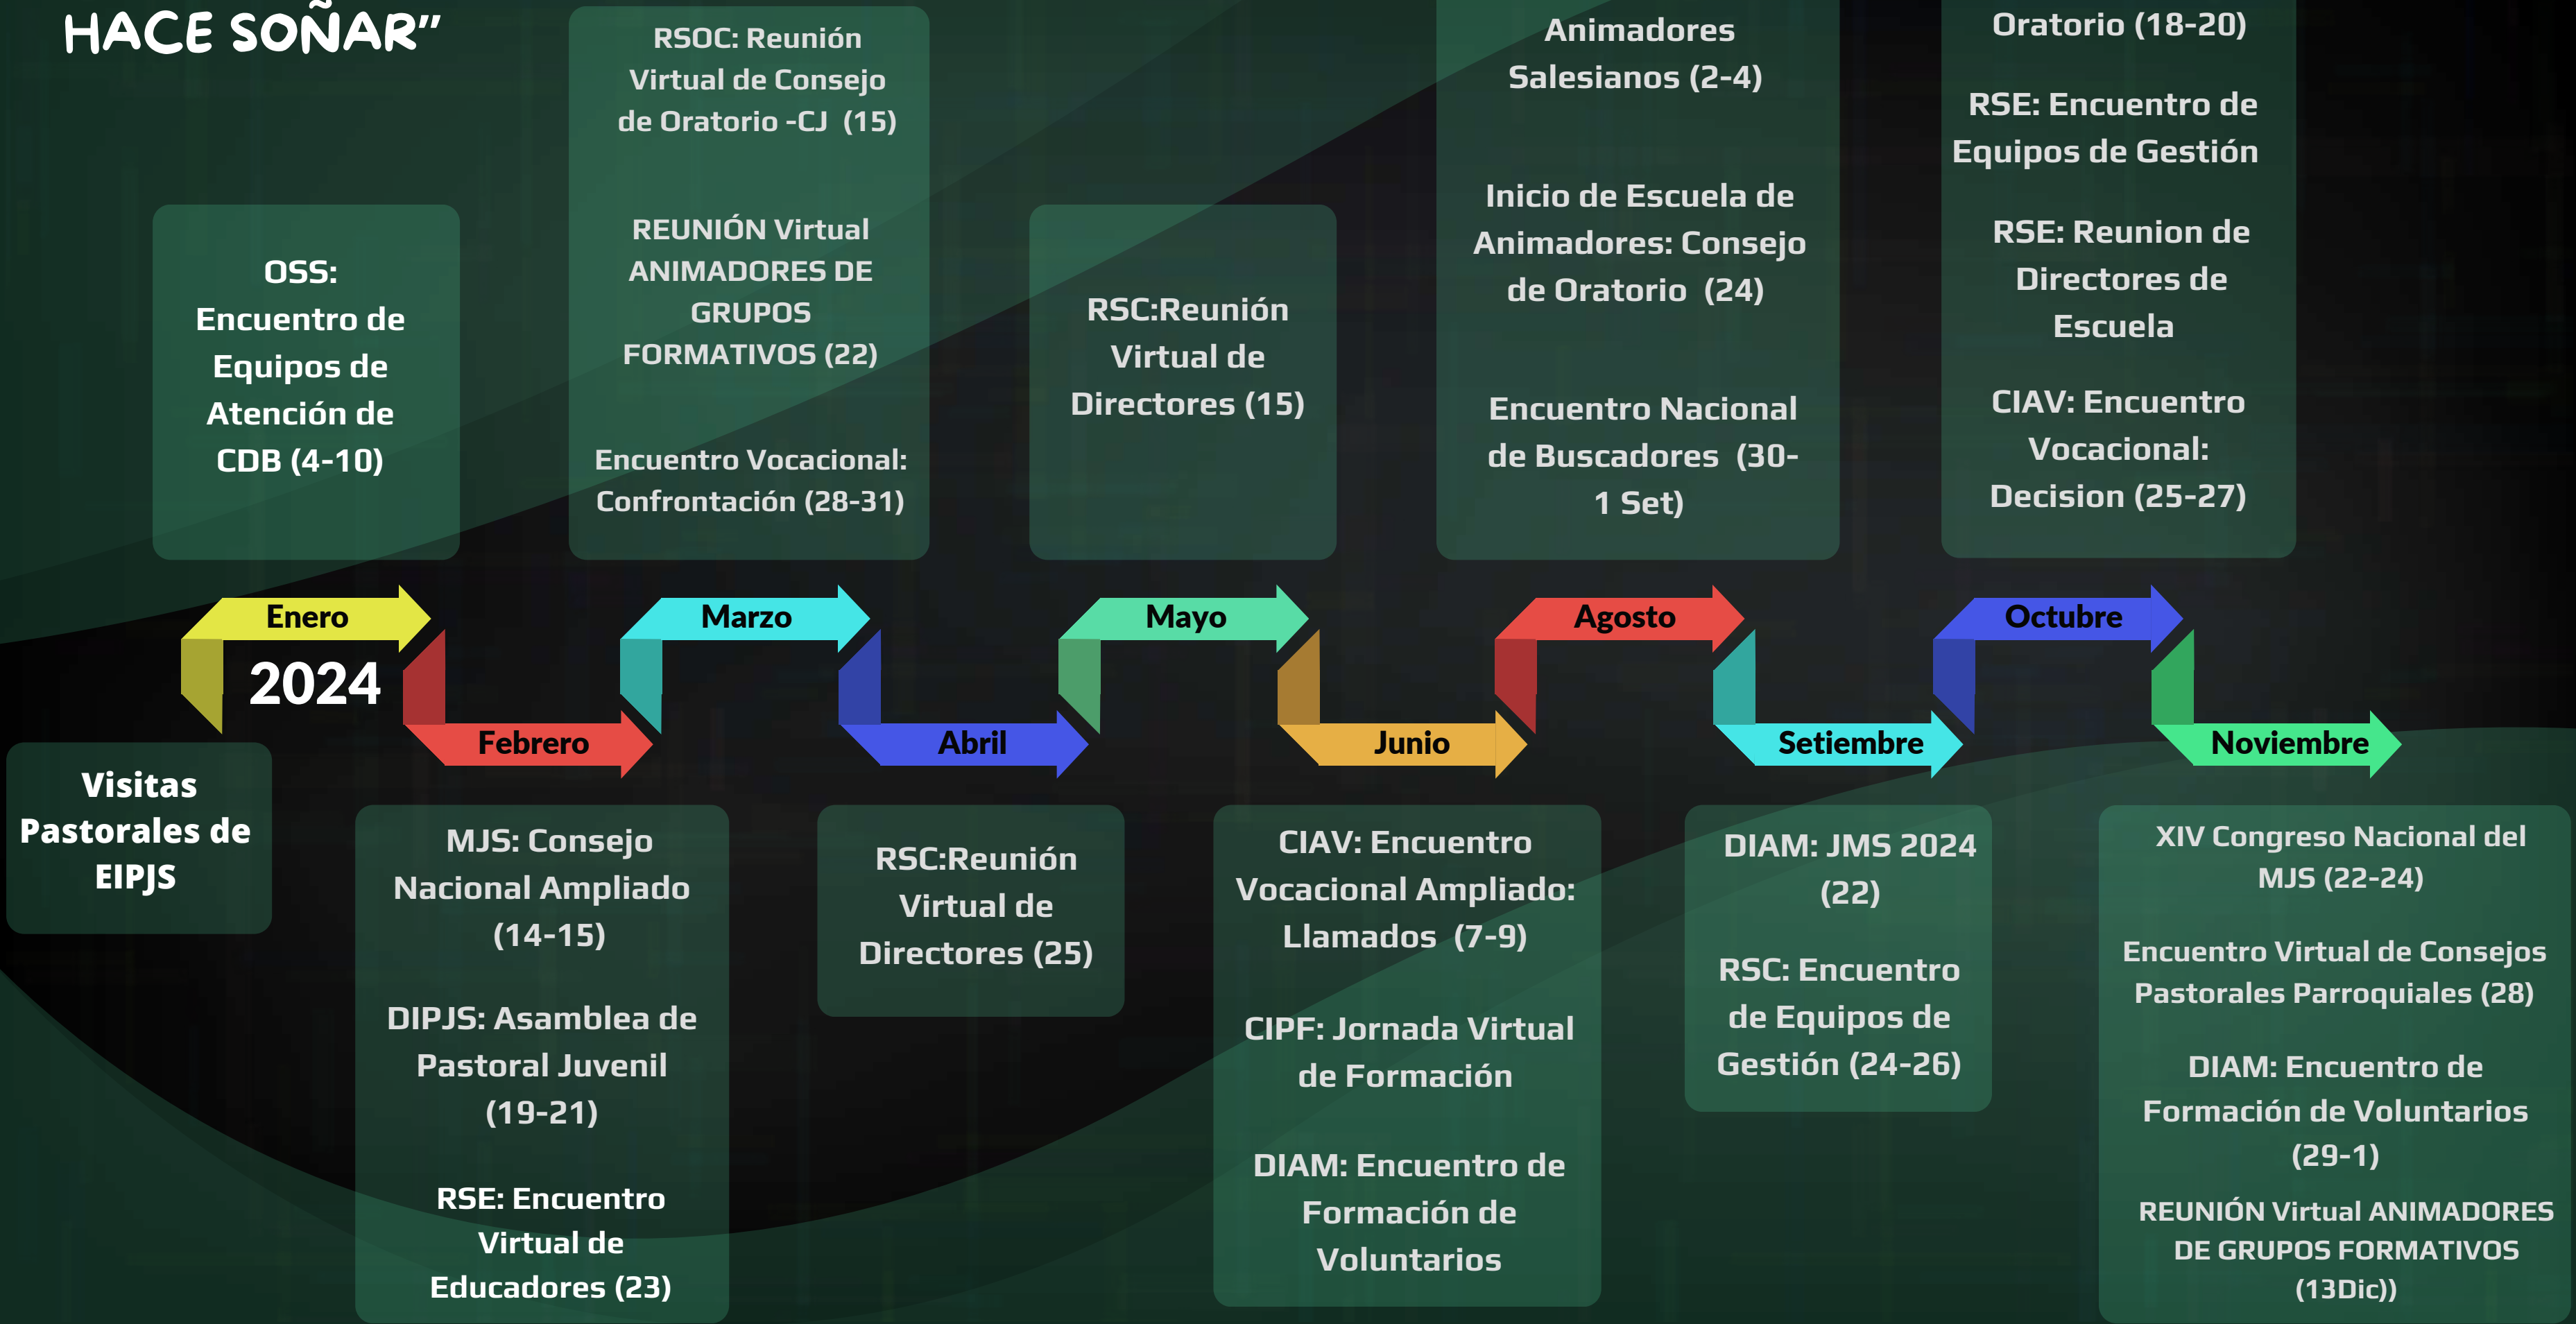 HACE SOÑAR”
OSS:
Encuentro de
Equipos de
Atención de
CDB (4-10)
RSOC: Reunión
Virtual de Consejo
de Oratorio -CJ (15)
REUNIÓN Virtual
ANIMADORES DE
GRUPOS
FORMATIVOS (22)
Encuentro Vocacional:
Confrontación (28-31)
RSC:Reunión
Virtual de
Directores (15)
Animadores
Salesianos (2-4)
Inicio de Escuela de
Animadores: Consejo
de Oratorio (24)
Encuentro Nacional
de Buscadores (30-
1 Set)
Oratorio (18-20)
RSE: Encuentro de
Equipos de Gestión
RSE: Reunion de
Directores de
Escuela
CIAV: Encuentro
Vocacional:
Decision (25-27)
Enero
Marzo
Mayo
Agosto
Octubre
2024
Febrero
Abril
Junio
Setiembre
Noviembre
Visitas
Pastorales de
EIPJS
MJS: Consejo
Nacional Ampliado
(14-15)
DIPJS: Asamblea de
Pastoral Juvenil
(19-21)
RSE: Encuentro
Virtual de
Educadores (23)
RSC:Reunión
Virtual de
Directores (25)
CIAV: Encuentro
Vocacional Ampliado:
Llamados (7-9)
CIPF: Jornada Virtual
de Formación
DIAM: Encuentro de
Formación de
Voluntarios
DIAM: JMS 2024
(22)
RSC: Encuentro
de Equipos de
Gestión (24-26)
XIV Congreso Nacional del
MJS (22-24)
Encuentro Virtual de Consejos
Pastorales Parroquiales (28)
DIAM: Encuentro de
Formación de Voluntarios
(29-1)
REUNIÓN Virtual ANIMADORES
DE GRUPOS FORMATIVOS
(13Dic))